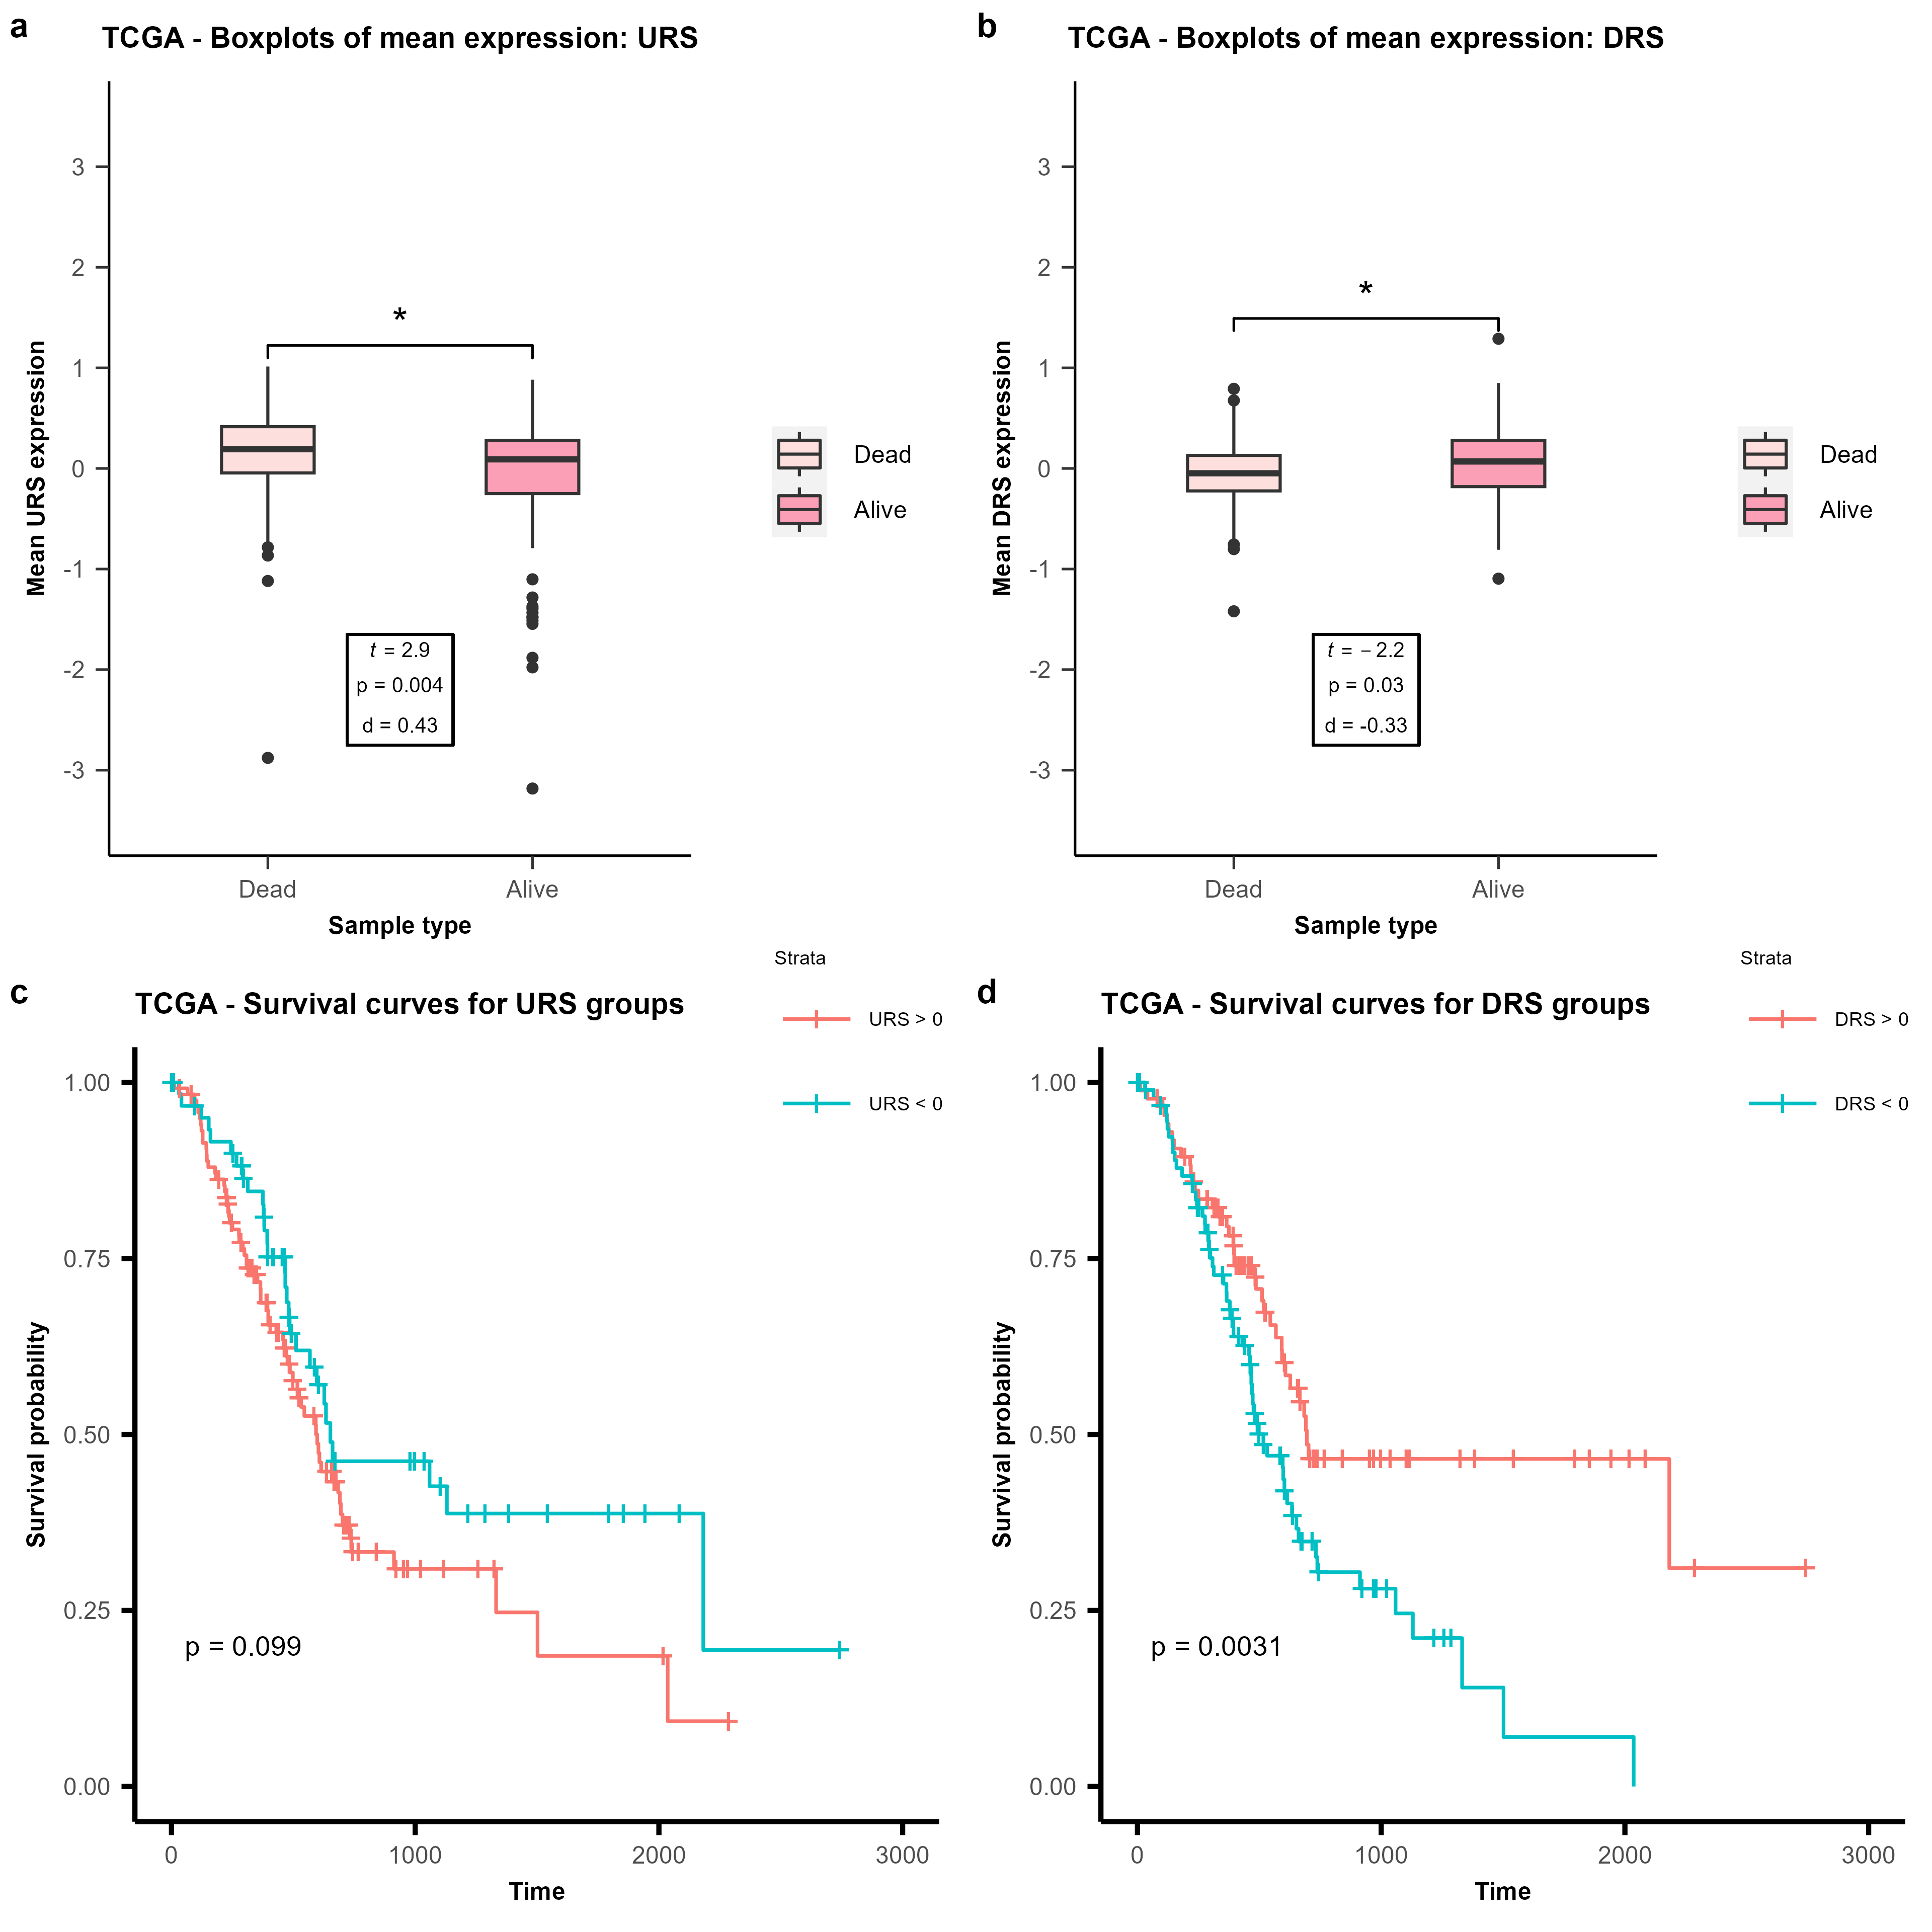 a
TCGA - Boxplots of mean expression: URS
3
2
1
0
-1
-2
-3
Mean URS expression
*
t = 2.9
p = 0.004
d = 0.43
Dead
Alive
Sample type
Dead
Alive
b
TCGA - Boxplots of mean expression: DRS
3
2
1
0
-1
-2
-3
Mean DRS expression
*
t = − 2.2
p = 0.03
d = -0.33
Dead
Alive
Sample type
Dead
Alive
c
TCGA - Survival curves for URS groups
Strata
URS > 0
URS < 0
1.00
0.75
0.50
0.25
0.00
Survival probability
p = 0.099
0
1000
2000
3000
Time
d
TCGA - Survival curves for DRS groups
Strata
DRS > 0
DRS < 0
1.00
0.75
0.50
0.25
0.00
Survival probability
p = 0.0031
0
1000
2000
3000
Time